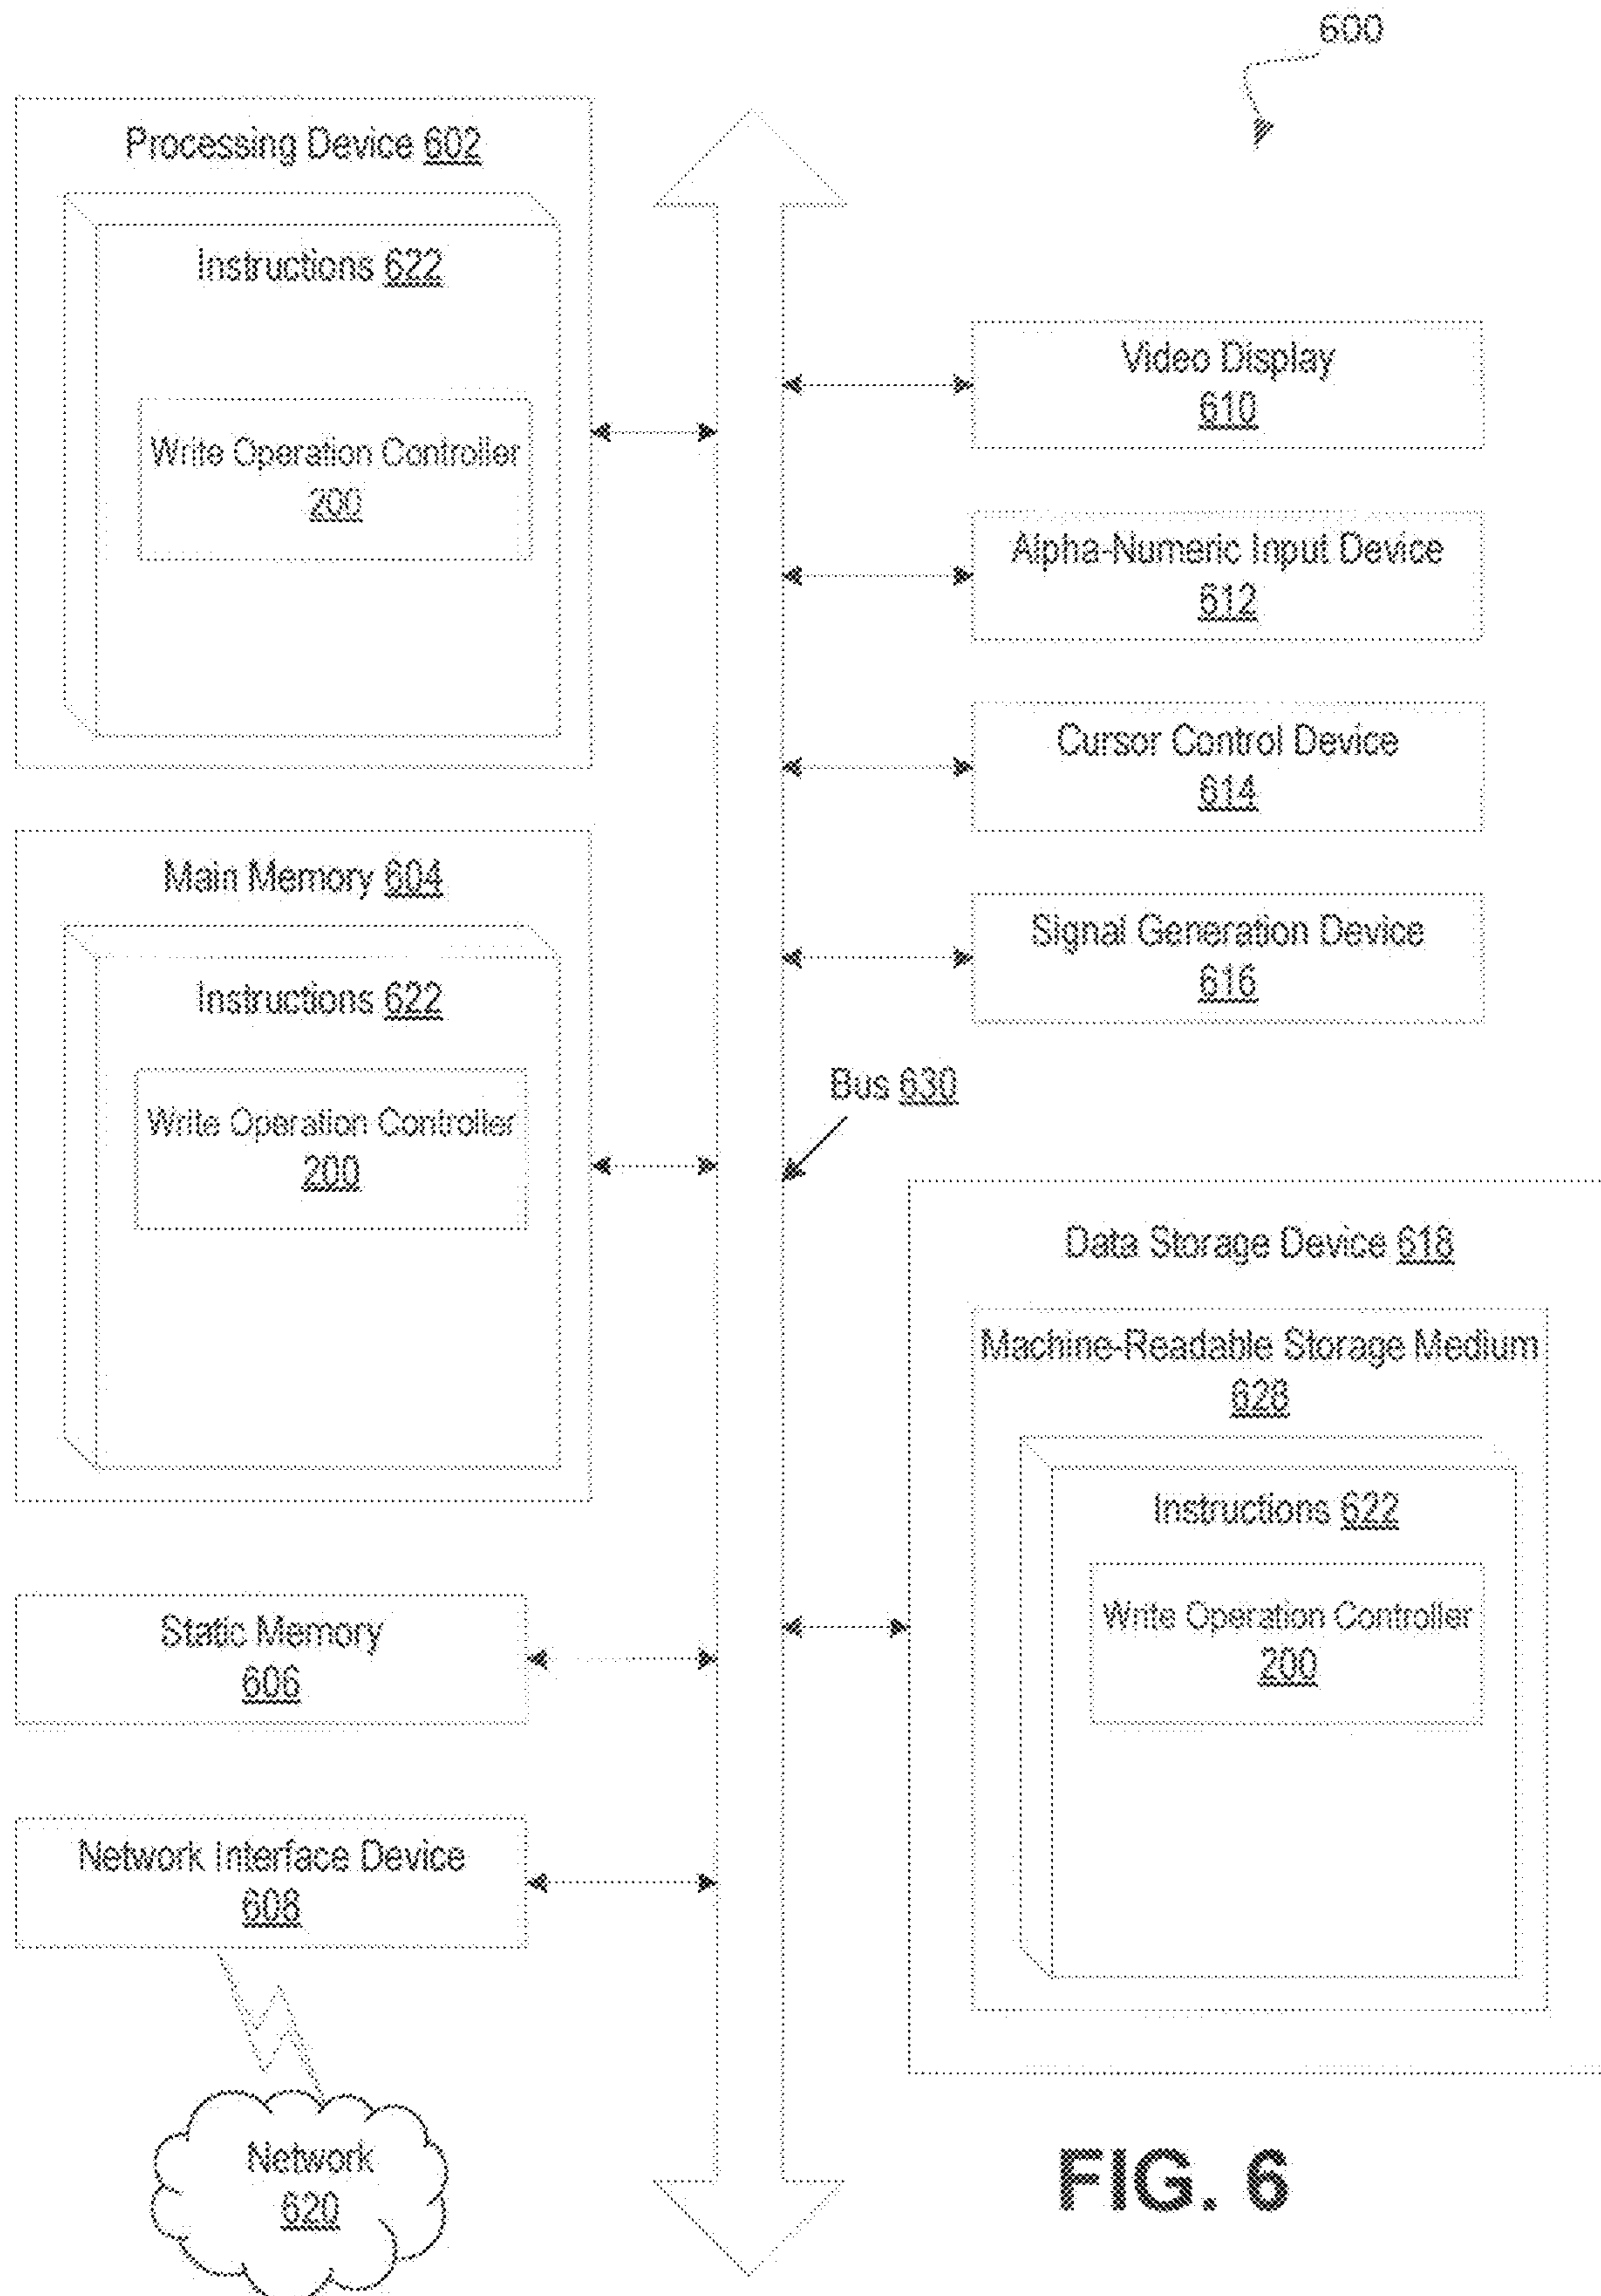 600
Processing Device 602
Instructions 622
Write Operation Controller
200
Video Display
610
Alpha-Numeric Input Device
612
Cursor Control Device
614
Main Memory 604
Instructions 622
Write Operation Controller
200
Signal Generation Device
616
Bus 630
Data Storage Device 618
Machine-Readable Storage Medium
628
Instructions 622
Write Operation Controller
200
Static Memory
606
Network Interface Device
608
Network
620
FIG. 6